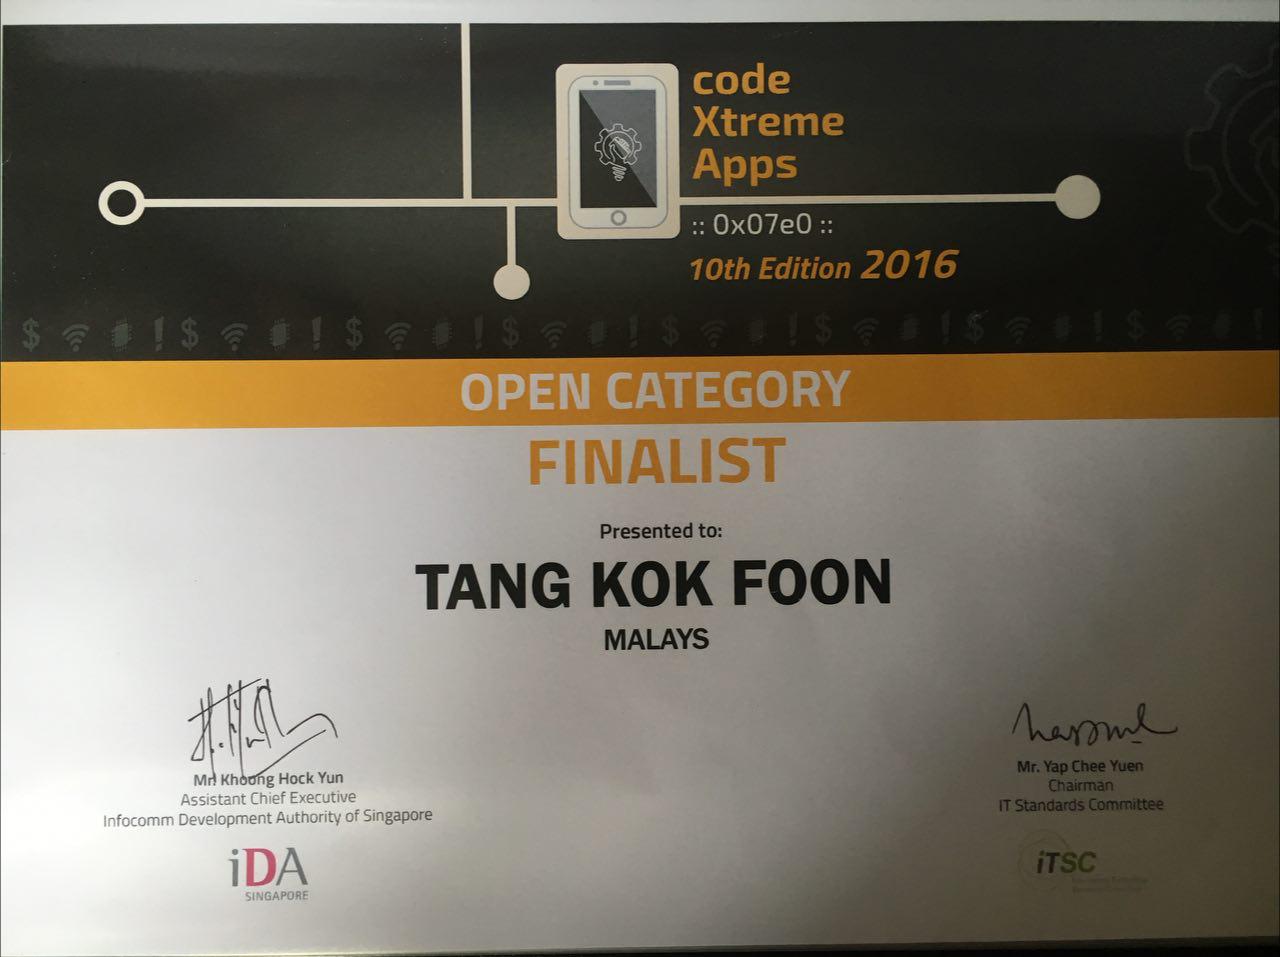 code
Xtreme
Apps
:: 0x07e0 ::
10th Edition 2016
OPEN CATEGORY
FINALIST
Presented to:
TANG KOK FOON
MALAYS
Mr Khoong Hock Yun
Assistant Chief Executive
Infocomm Development Authority of Singapore
iDA
SINGAPORE
Mr. Yap Chee Yuen
Chairman
IT Standards Committee
iTSC